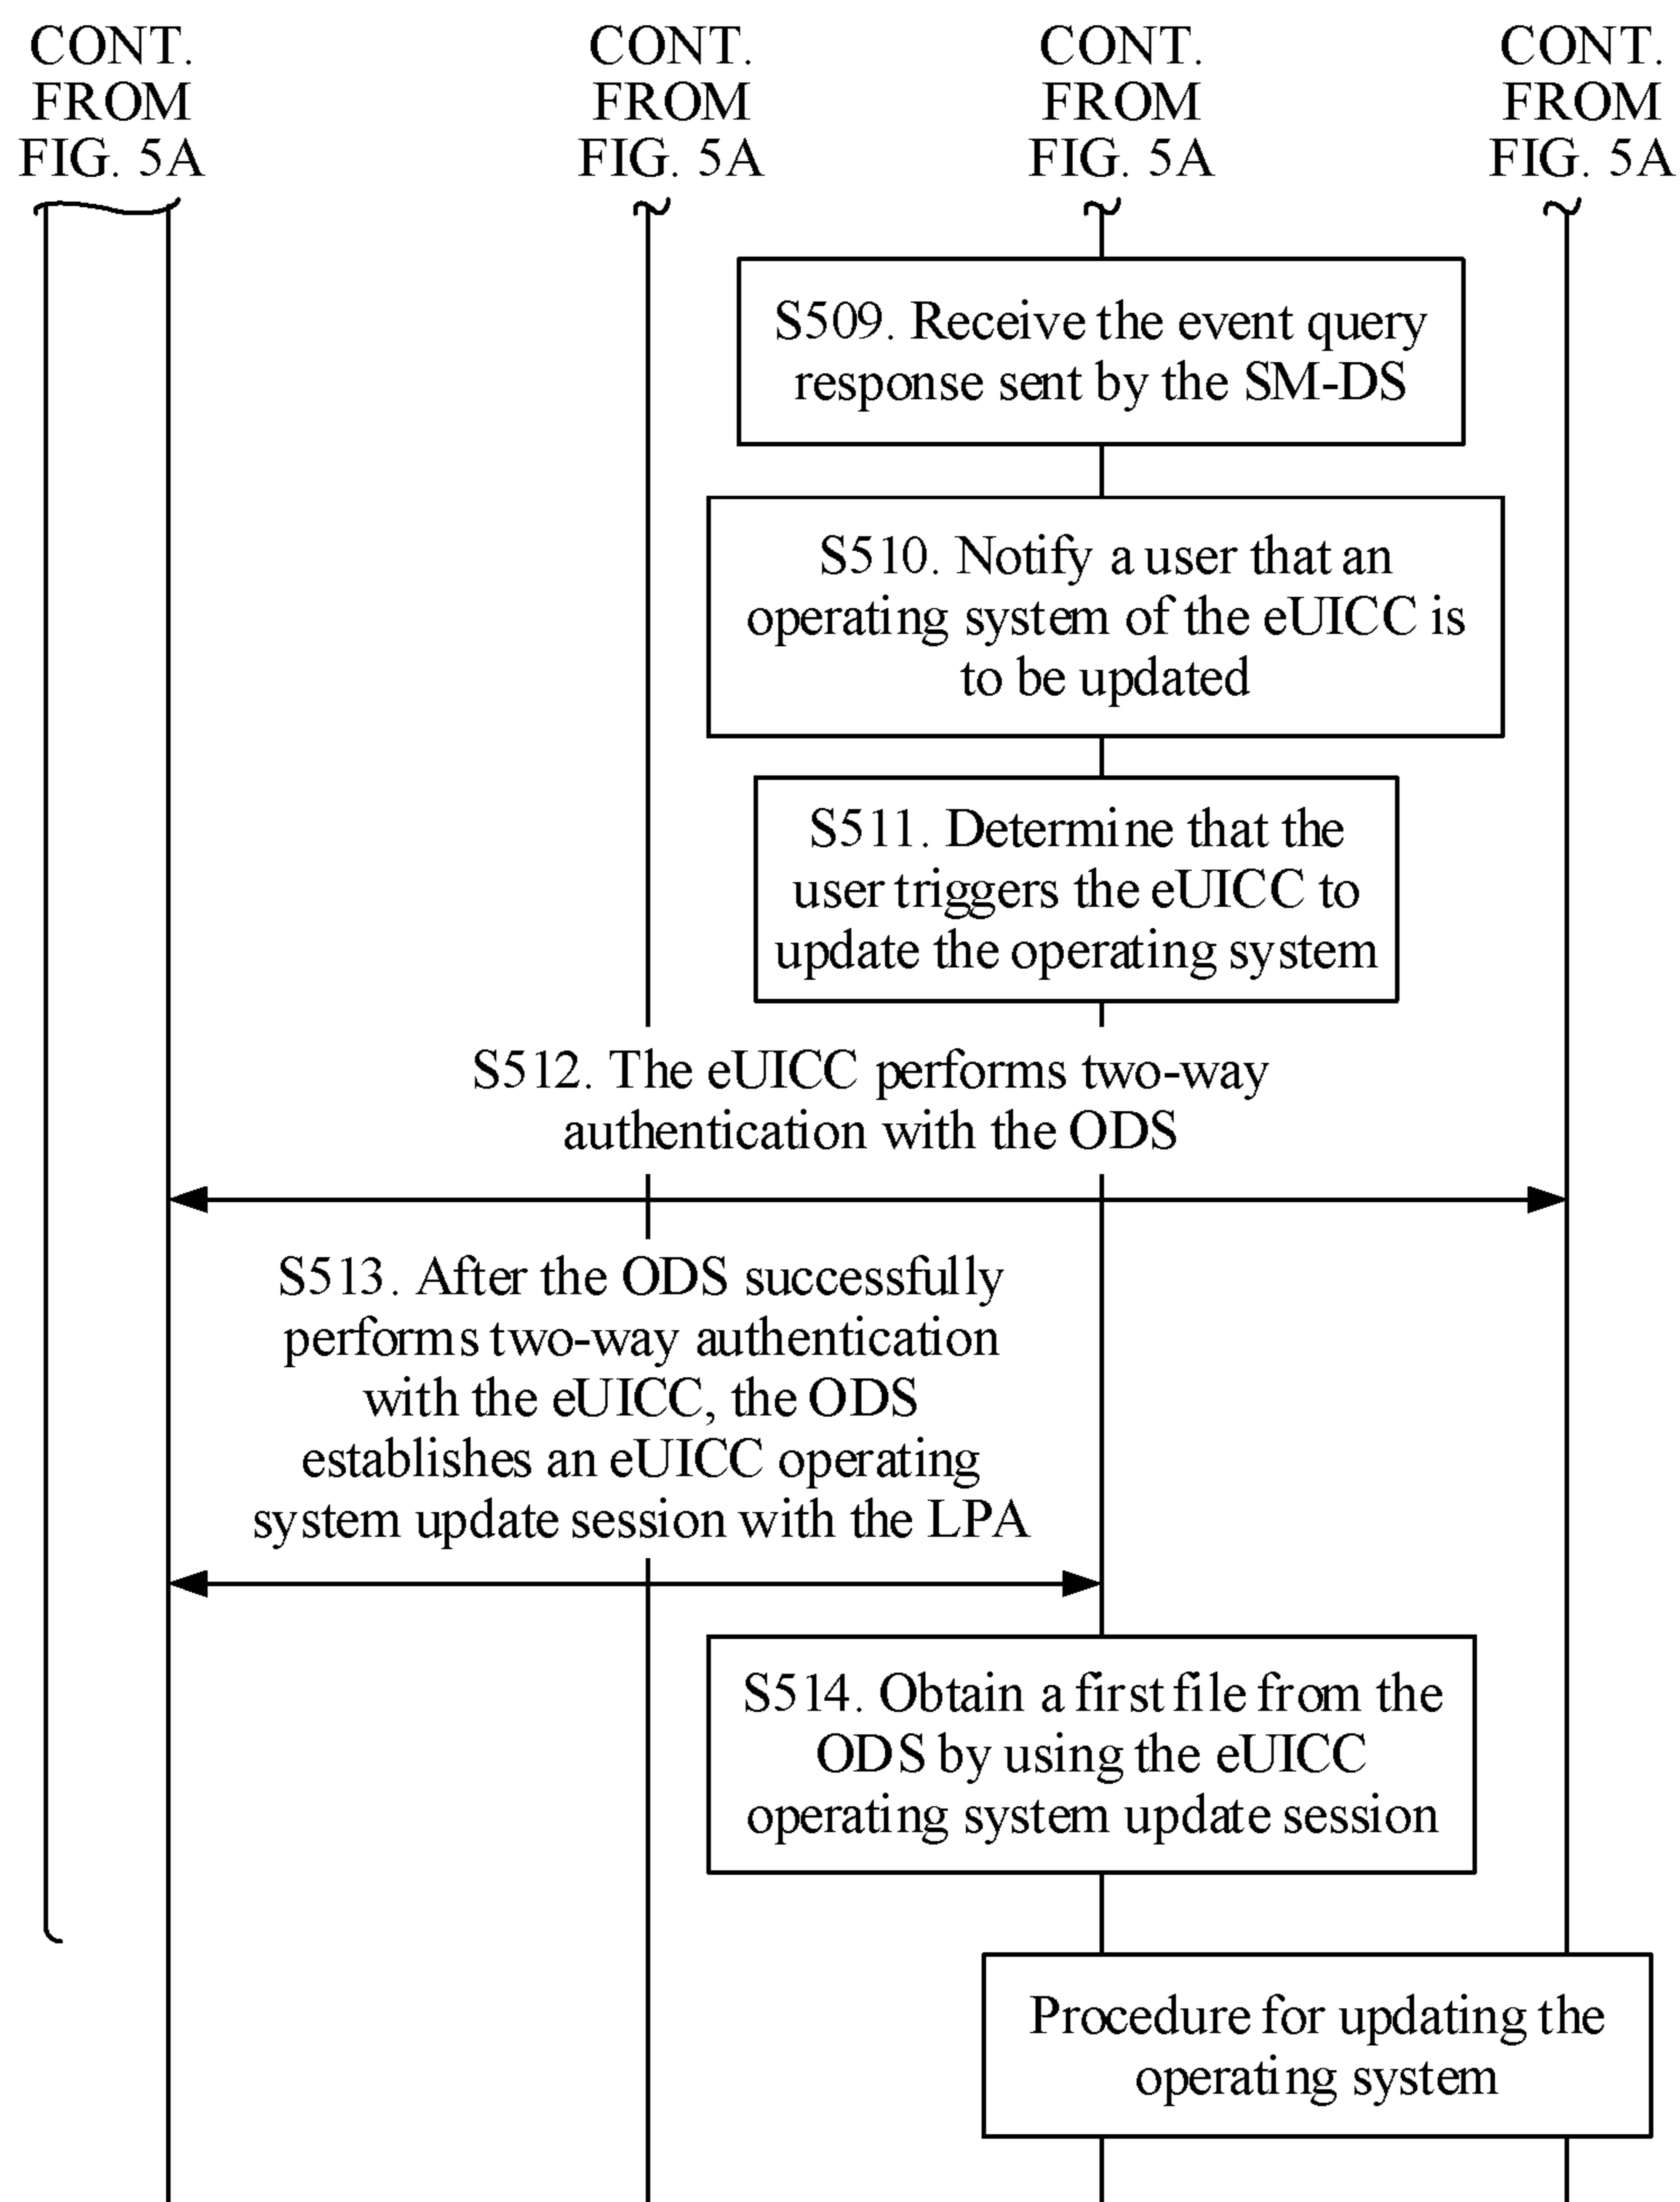 CONT.
FROM
FIG. 5A
CONT.
FROM
FIG. 5A
CONT.
FROM
FIG. 5A
CONT.
FROM
FIG. 5A
S509. Receive the event query
response sent by the SM-DS
S510. Notify a user that an
operating system of the eUICC is
to be updated
S511. Determine that the
user triggers the eUICC to
update the operating system
S512. The eUICC performs two-way
authentication with the ODS
S513. After the ODS successfully
performs two-way authentication
with the eUICC, the ODS
establishes an eUICC operating
system update session with the LPA
S514. Obtain a first file from the
ODS by using the eUICC
operating system update session
Procedure for updating the
operating system